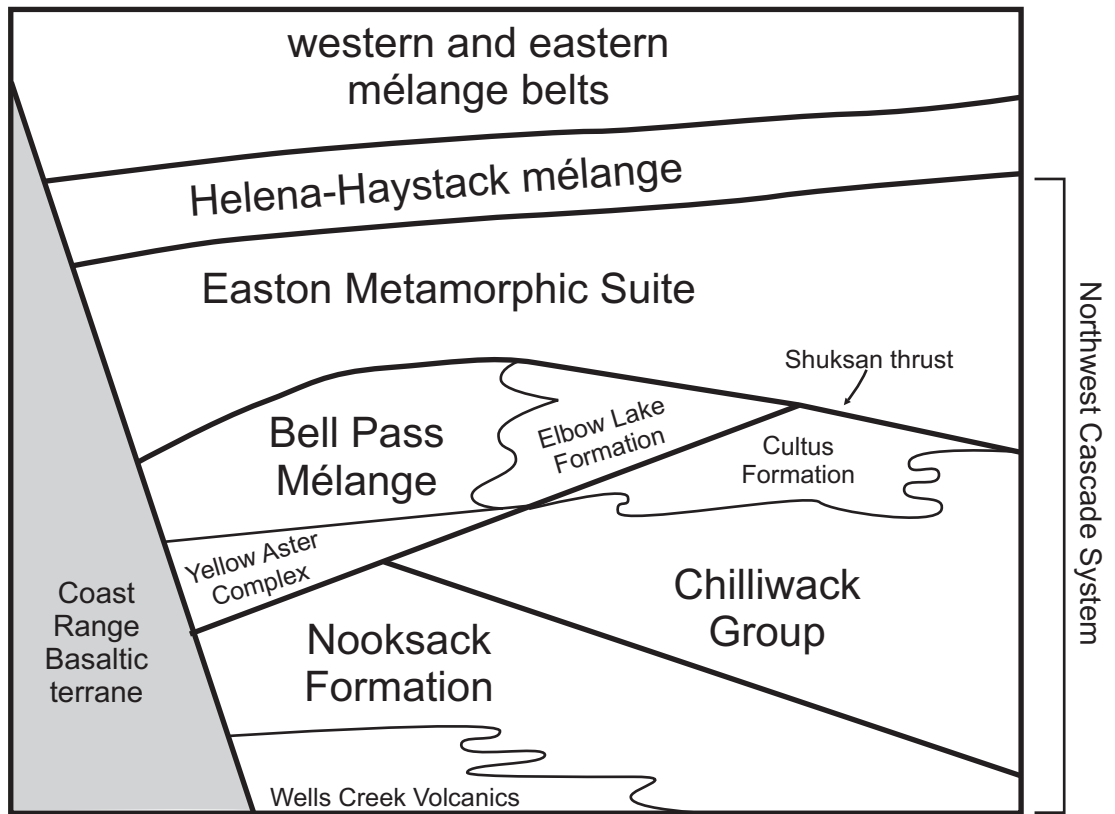 western and eastern
mélange belts
Helena-Haystack mélange
Easton Metamorphic Suite
Shuksan thrust
Bell Pass
Mélange
Elbow Lake
Formation
Cultus
Formation
Yellow Aster
Complex
Chilliwack
Group
Coast
Range
Basaltic
terrane
Nooksack
Formation
Wells Creek Volcanics
Northwest Cascade System